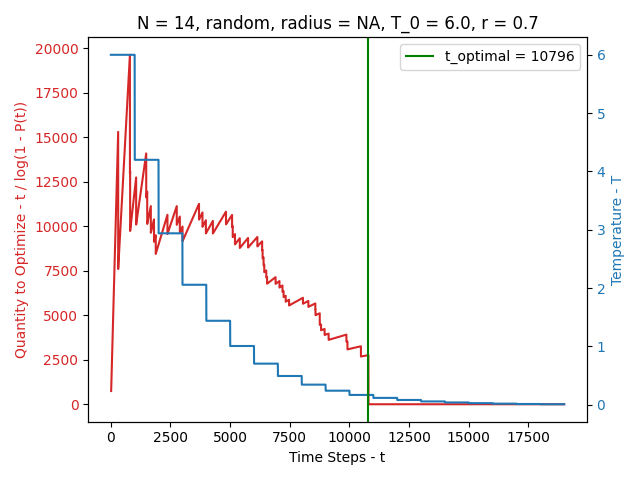 N = 14, random, radius = NA, T_0 = 6.0, r = 0.7
t_optimal = 10796
Quantity to Optimize - t / log(1 - P(t))
20000
17500
15000
12500
10000
7500
5000
2500
0
Temperature - T
6
5
4
3
2
1
0
0 2500 5000 7500 10000 12500 15000 17500
Time Steps - t